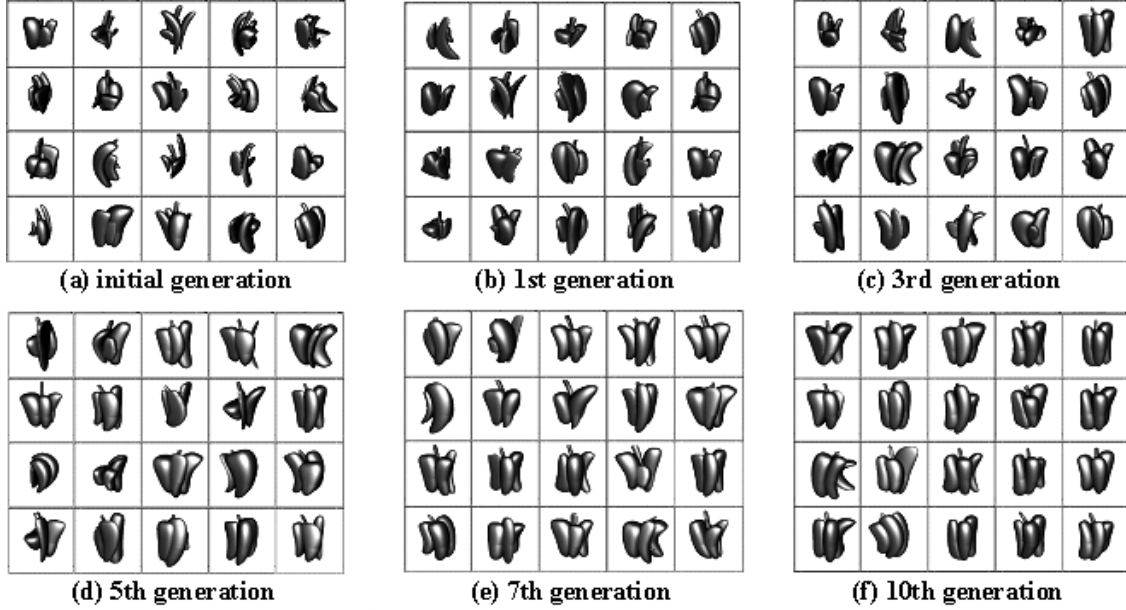 (a) initial generation
(b) 1st generation
(c) 3rd generation
(d) 5th generation
(e) 7th generation
(f) 10th generation